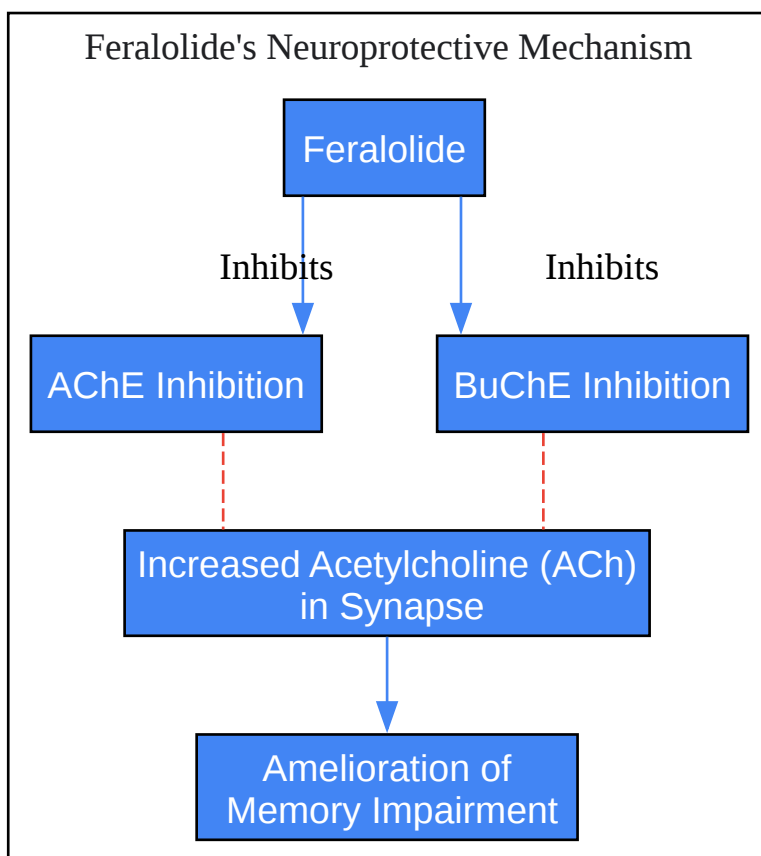 Feralolide's Neuroprotective Mechanism
Feralolide
Inhibits
Inhibits
AChE Inhibition
BuChE Inhibition
Increased Acetylcholine (ACh)
in Synapse
Amelioration of
Memory Impairment